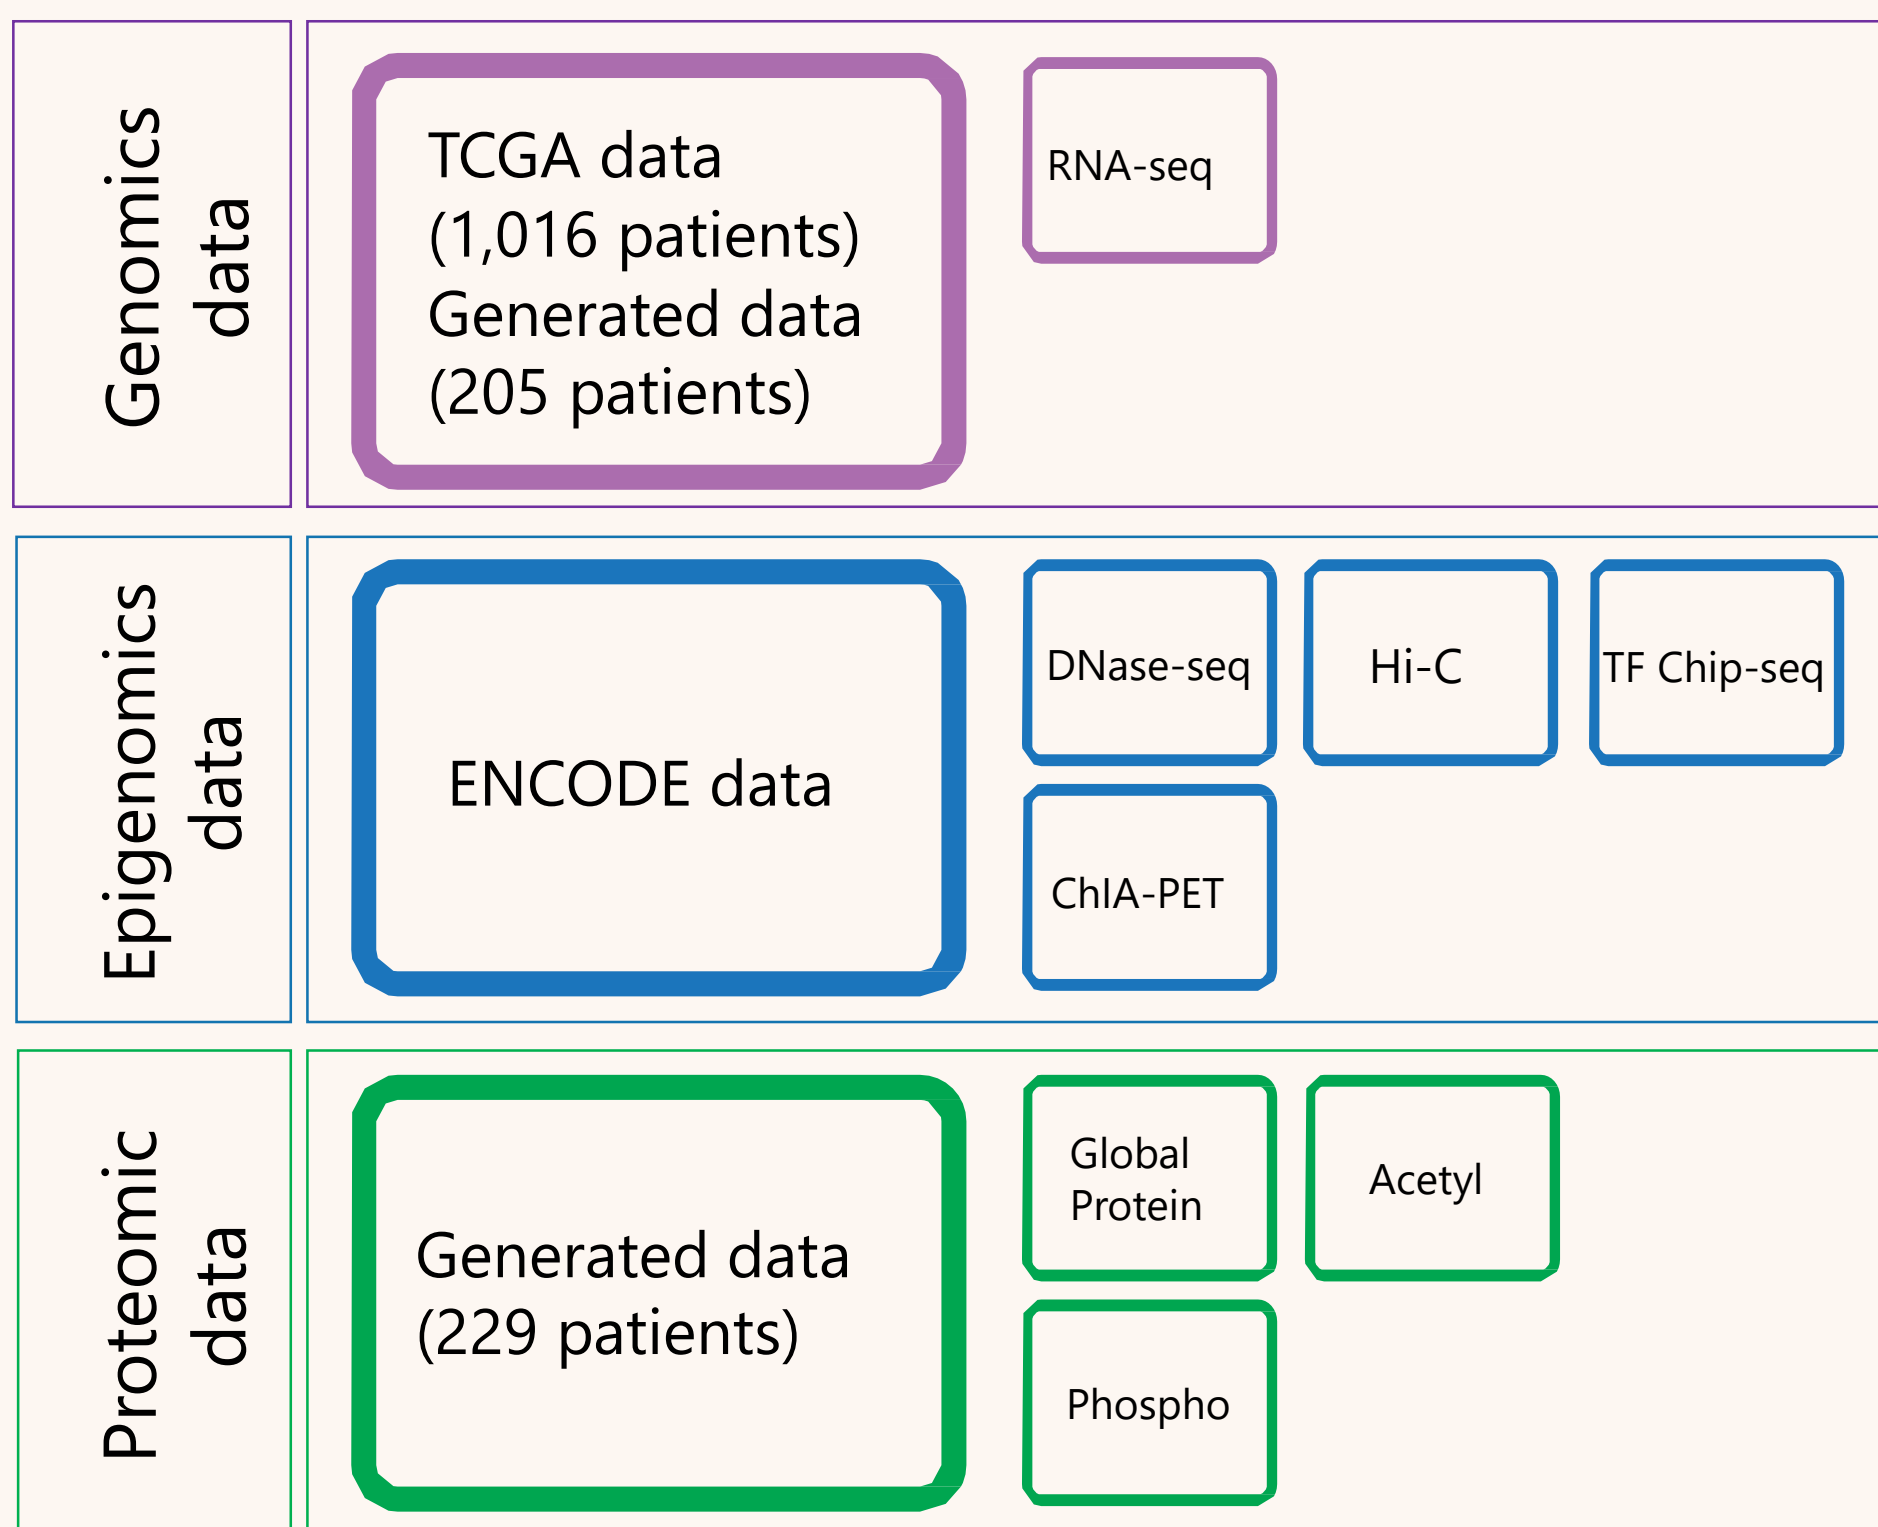 Genomics
data
TCGA data
(1,016 patients)
Generated data
(205 patients)
RNA-seq
Epigenomics
data
ENCODE data
DNase-seq
Hi-C
TF Chip-seq
ChIA-PET
Proteomic
data
Generated data
(229 patients)
Global
Protein
Acetyl
Phospho